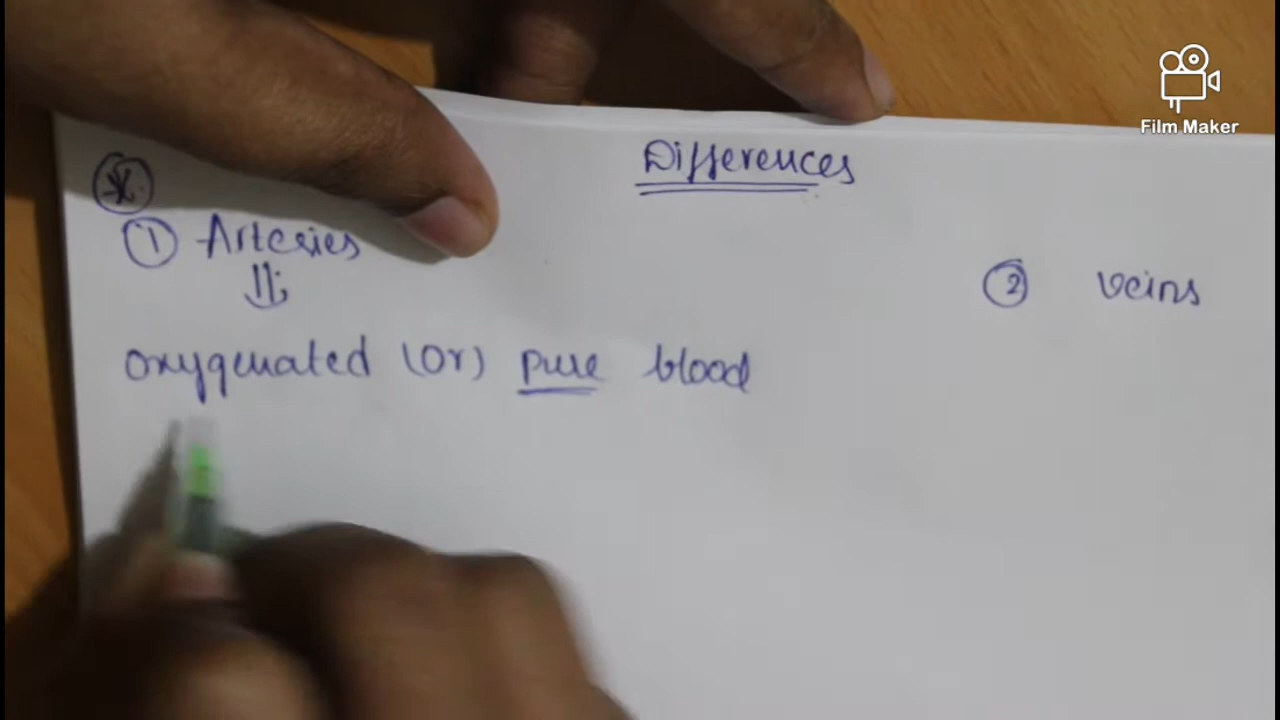 Film Maker
Differences
① Arteries
② veins
Oxygenated (Or) pure blood